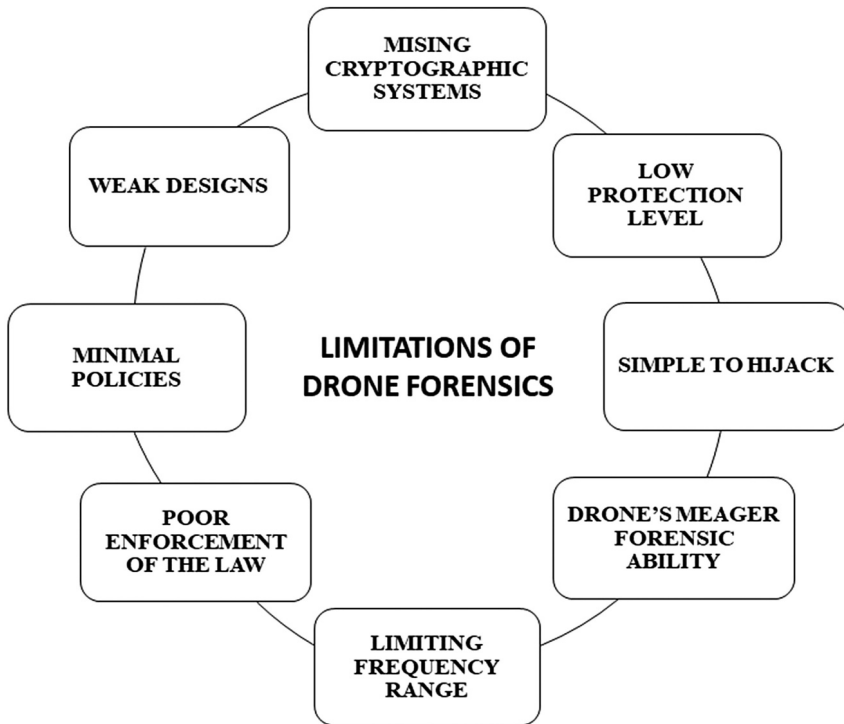 MISING
CRYPTOGRAPHIC
SYSTEMS
WEAK DESIGNS
LOW
PROTECTION
LEVEL
MINIMAL
POLICIES
LIMITATIONS OF
DRONE FORENSICS
SIMPLE TO HIJACK
POOR
ENFORCEMENT
OF THE LAW
DRONE’S MEAGER
FORENSIC
ABILITY
LIMITING
FREQUENCY
RANGE